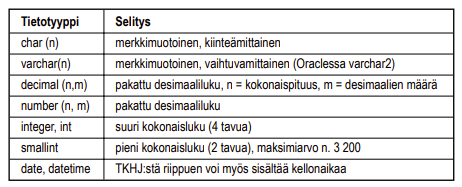 Tietotyyppi Selitys
char (n) merkkimuotoinen, kiinteämittainen
varchar(n) merkkimuotoinen, vaihtuvamittainen (Oraclessa varchar2)
decimal (n,m) pakattu desimaaliluku, n = kokonaispituus, m = desimaalien määrä
number (n, m) pakattu desimaaliluku
integer, int suuri kokonaisluku (4 tavua)
smallint pieni kokonaisluku (2 tavua), maksimiarvo n. 3 200
date, datetime TKHJ:stä riippuen voi myös sisältää kellonaikaa